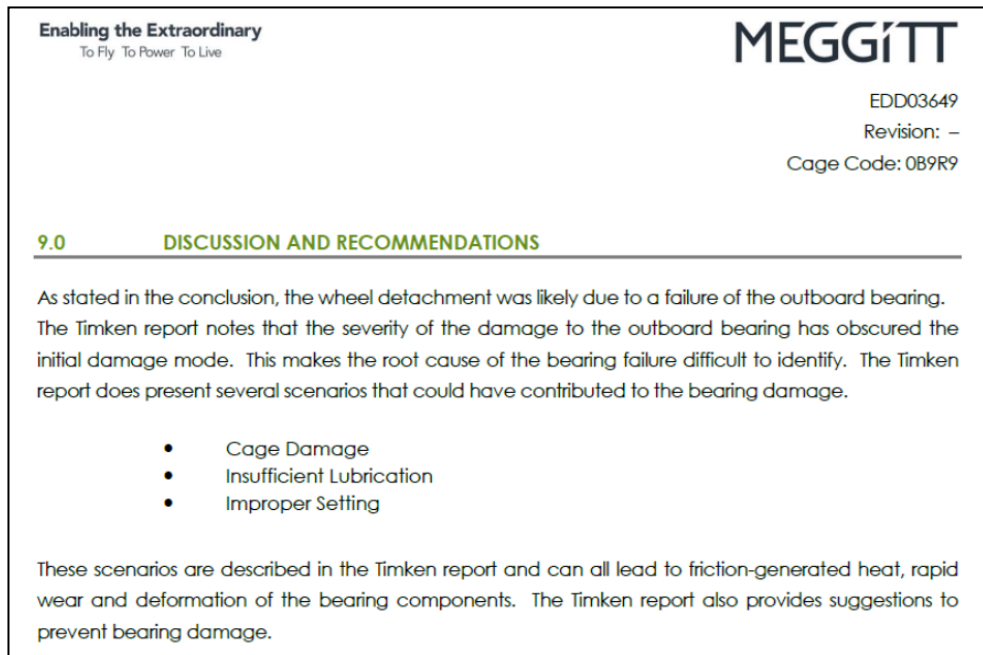 Enabling the Extraordinary
To Fly To Power To Live
MEGGiTT
EDD03649
Revision: –
Cage Code: 0B9R9
9.0 DISCUSSION AND RECOMMENDATIONS
As stated in the conclusion, the wheel detachment was likely due to a failure of the outboard bearing.
The Timken report notes that the severity of the damage to the outboard bearing has obscured the
initial damage mode. This makes the root cause of the bearing failure difficult to identify. The Timken
report does present several scenarios that could have contributed to the bearing damage.
• Cage Damage
• Insufficient Lubrication
• Improper Setting
These scenarios are described in the Timken report and can all lead to friction-generated heat, rapid
wear and deformation of the bearing components. The Timken report also provides suggestions to
prevent bearing damage.